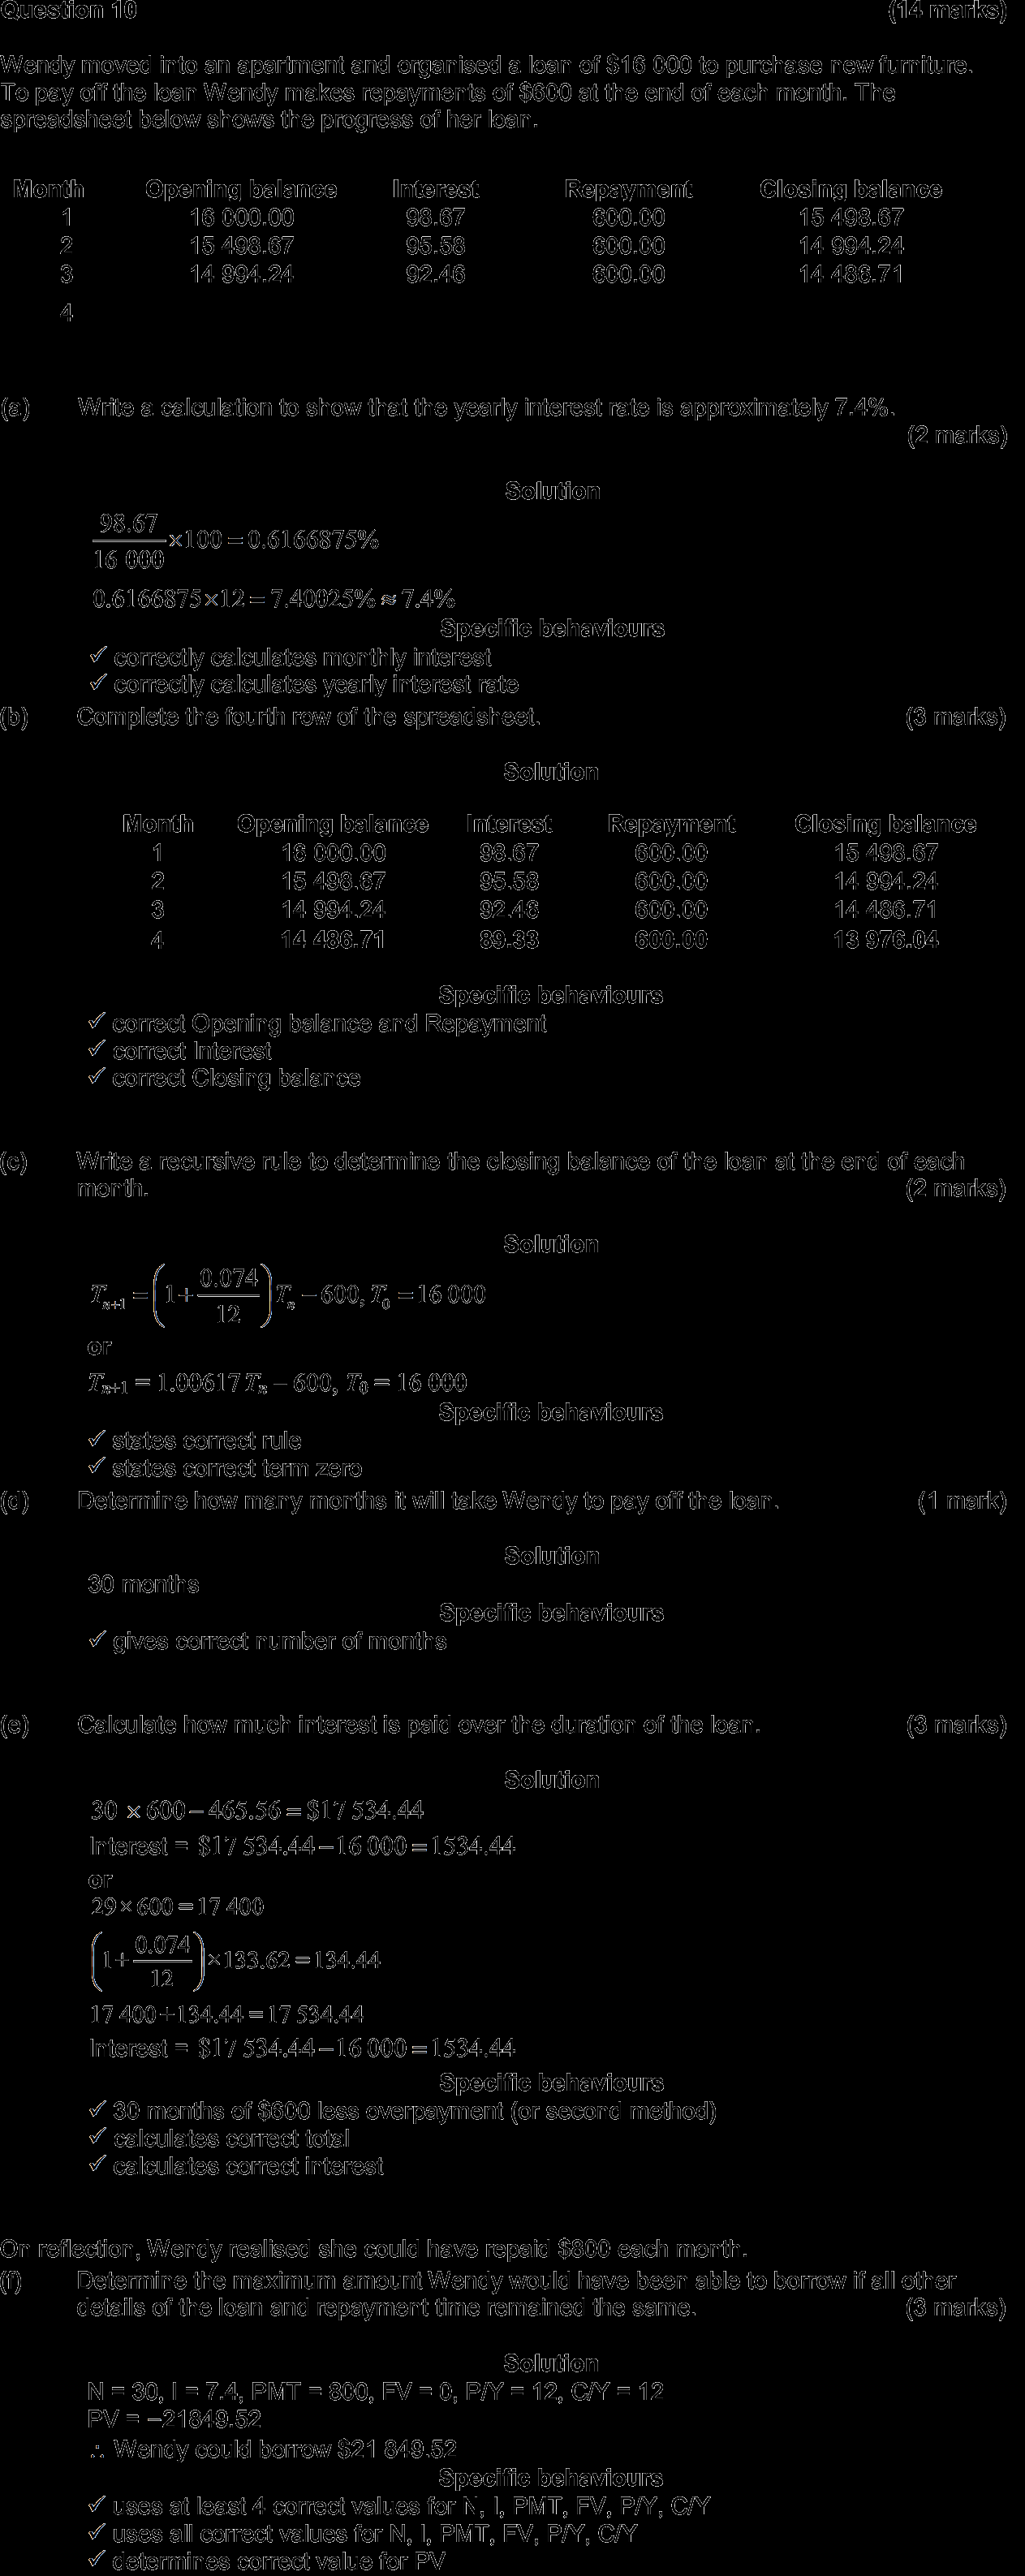 Question 10 (14 marks)
Wendy moved into an apartment and organised a loan of $16 000 to purchase new furniture.
To pay off the loan Wendy makes repayments of $600 at the end of each month. The
spreadsheet below shows the progress of her loan.
Month Opening balance Interest Repayment Closing balance
1 16 000.00 98.67 600.00 15 498.67
2 15 498.67 95.58 600.00 14 994.24
3 14 994.24 92.46 600.00 14 486.71
4
(a) Write a calculation to show that the yearly interest rate is approximately 7.4%.
(2 marks)
Solution
98.67/16 000 ×100 = 0.6166875%
0.6166875×12 = 7.40025% ≈ 7.4%
Specific behaviours
✓ correctly calculates monthly interest
✓ correctly calculates yearly interest rate
(b) Complete the fourth row of the spreadsheet. (3 marks)
Solution
Month Opening balance Interest Repayment Closing balance
1 16 000.00 98.67 600.00 15 498.67
2 15 498.67 95.58 600.00 14 994.24
3 14 994.24 92.46 600.00 14 486.71
4 14 486.71 89.33 600.00 13 976.04
Specific behaviours
✓ correct Opening balance and Repayment
✓ correct Interest
✓ correct Closing balance
(c) Write a recursive rule to determine the closing balance of the loan at the end of each
month. (2 marks)
Solution
Tₙ₊₁ = (1 + 0.074/12) Tₙ − 600, T₀ = 16 000
or
Tₙ₊₁ = 1.00617 Tₙ − 600, T₀ = 16 000
Specific behaviours
✓ states correct rule
✓ states correct term zero
(d) Determine how many months it will take Wendy to pay off the loan. (1 mark)
Solution
30 months
Specific behaviours
✓ gives correct number of months
(e) Calculate how much interest is paid over the duration of the loan. (3 marks)
Solution
30 × 600 − 465.56 = $17 534.44
Interest = $17 534.44 − 16 000 = 1534.44
or
29 × 600 = 17 400
(1 + 0.074/12) × 133.62 = 134.44
17 400 + 134.44 = 17 534.44
Interest = $17 534.44 − 16 000 = 1534.44
Specific behaviours
✓ 30 months of $600 less overpayment (or second method)
✓ calculates correct total
✓ calculates correct interest
On reflection, Wendy realised she could have repaid $800 each month.
(f) Determine the maximum amount Wendy would have been able to borrow if all other
details of the loan and repayment time remained the same. (3 marks)
Solution
N = 30, I = 7.4, PMT = 800, FV = 0, P/Y = 12, C/Y = 12
PV = −21849.52
∴ Wendy could borrow $21 849.52
Specific behaviours
✓ uses at least 4 correct values for N, I, PMT, FV, P/Y, C/Y
✓ uses all correct values for N, I, PMT, FV, P/Y, C/Y
✓ determines correct value for PV